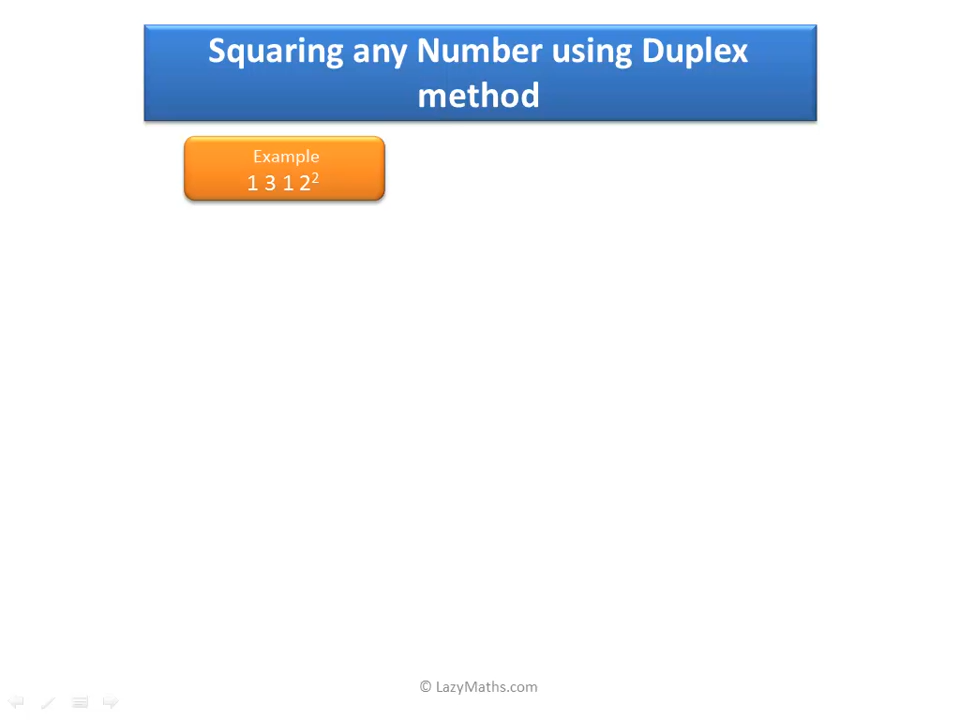 Squaring any Number using Duplex
method
Example
1 3 1 2²
© LazyMaths.com